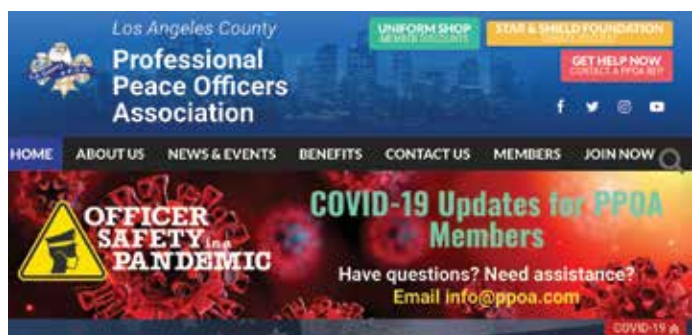 Los Angeles County
Professional
Peace Officers
Association
UNIFORM SHOP
MEMBER DISCOUNTS
STAR & SHIELD FOUNDATION
GET HELP NOW
CONTACT A PPOA REP
HOME ABOUT US NEWS & EVENTS BENEFITS CONTACT US MEMBERS JOIN NOW
OFFICER
SAFETY in a
PANDEMIC
COVID-19 Updates for PPOA
Members
Have questions? Need assistance?
Email info@ppoa.com
COVID-19